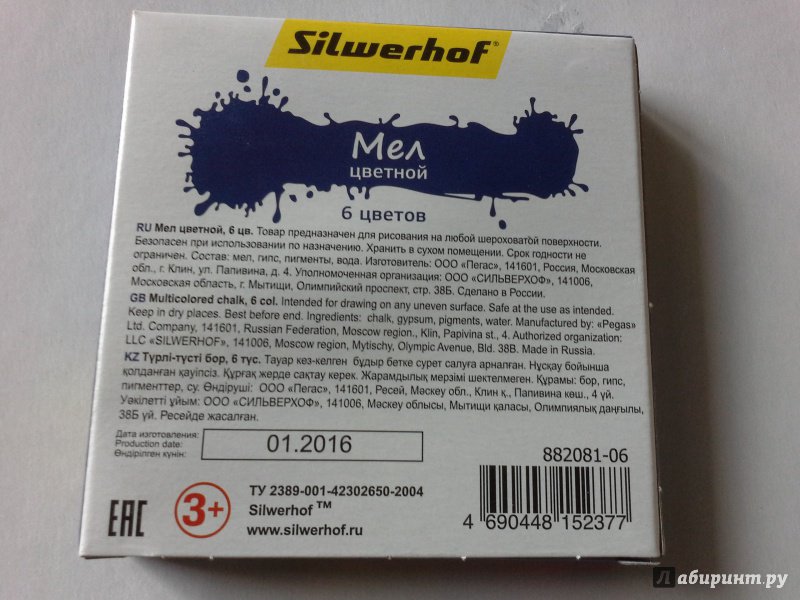 Silwerhof®
Мел
цветной
6 цветов
RU Мел цветной, 6 цв. Товар предназначен для рисования на любой шероховатой поверхности.
Безопасен при использовании по назначению. Хранить в сухом помещении. Срок годности не
ограничен. Состав: мел, гипс, пигменты, вода. Изготовитель: ООО «Пегас», 141601, Россия, Московская
обл., г. Клин, ул. Папивина, д. 4. Уполномоченная организация: ООО «СИЛЬВЕРХОФ», 141006,
Московская область, г. Мытищи, Олимпийский проспект, стр. 38Б. Сделано в России.
GB Multicolored chalk, 6 col. Intended for drawing on any uneven surface. Safe at the use as intended.
Keep in dry places. Best before end. Ingredients: chalk, gypsum, pigments, water. Manufactured by: «Pegas»
Ltd. Company, 141601, Russian Federation, Moscow region., Klin, Papivina st., 4. Authorized organization:
LLC «SILWERHOF», 141006, Moscow region, Mytischy, Olympic Avenue, Bld. 38B. Made in Russia.
KZ Түрлі-түсті бор, 6 түс. Тауар кез-келген бұдыр бетке сурет салуға арналған. Нұсқау бойынша
қолданған қауіпсіз. Құрғақ жерде сақтау керек. Жарамдылық мерзімі шектелмеген. Құрамы: бор, гипс,
пигменттер, су. Өндіруші: ООО «Пегас», 141601, Ресей, Мәскеу обл., Клин қ., Папивина көш., 4 үй.
Уәкілетті ұйым: ООО «СИЛЬВЕРХОФ», 141006, Мәскеу облысы, Мытищи қаласы, Олимпиялық даңғылы,
38Б үй. Ресейде жасалған.
Дата изготовления:
Production date:
Өндірілген күнін:
01.2016
882081-06
EAC
3+
ТУ 2389-001-42302650-2004
Silwerhof ™
www.silwerhof.ru
4 690448 152377
Лабиринт.ру